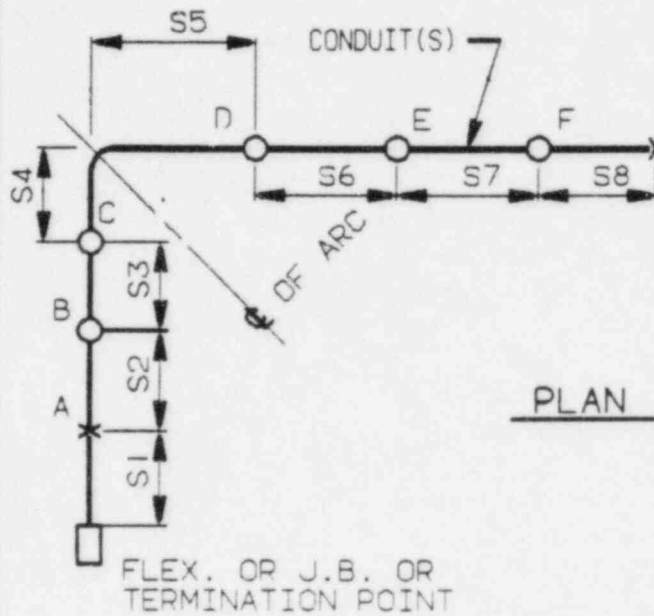 S5
CONDUIT(S)
D
E
F
S4
S6
S7
S8
C
S3
℄ OF ARC
B
S2
A
PLAN
S1
FLEX. OR J.B. OR
TERMINATION POINT